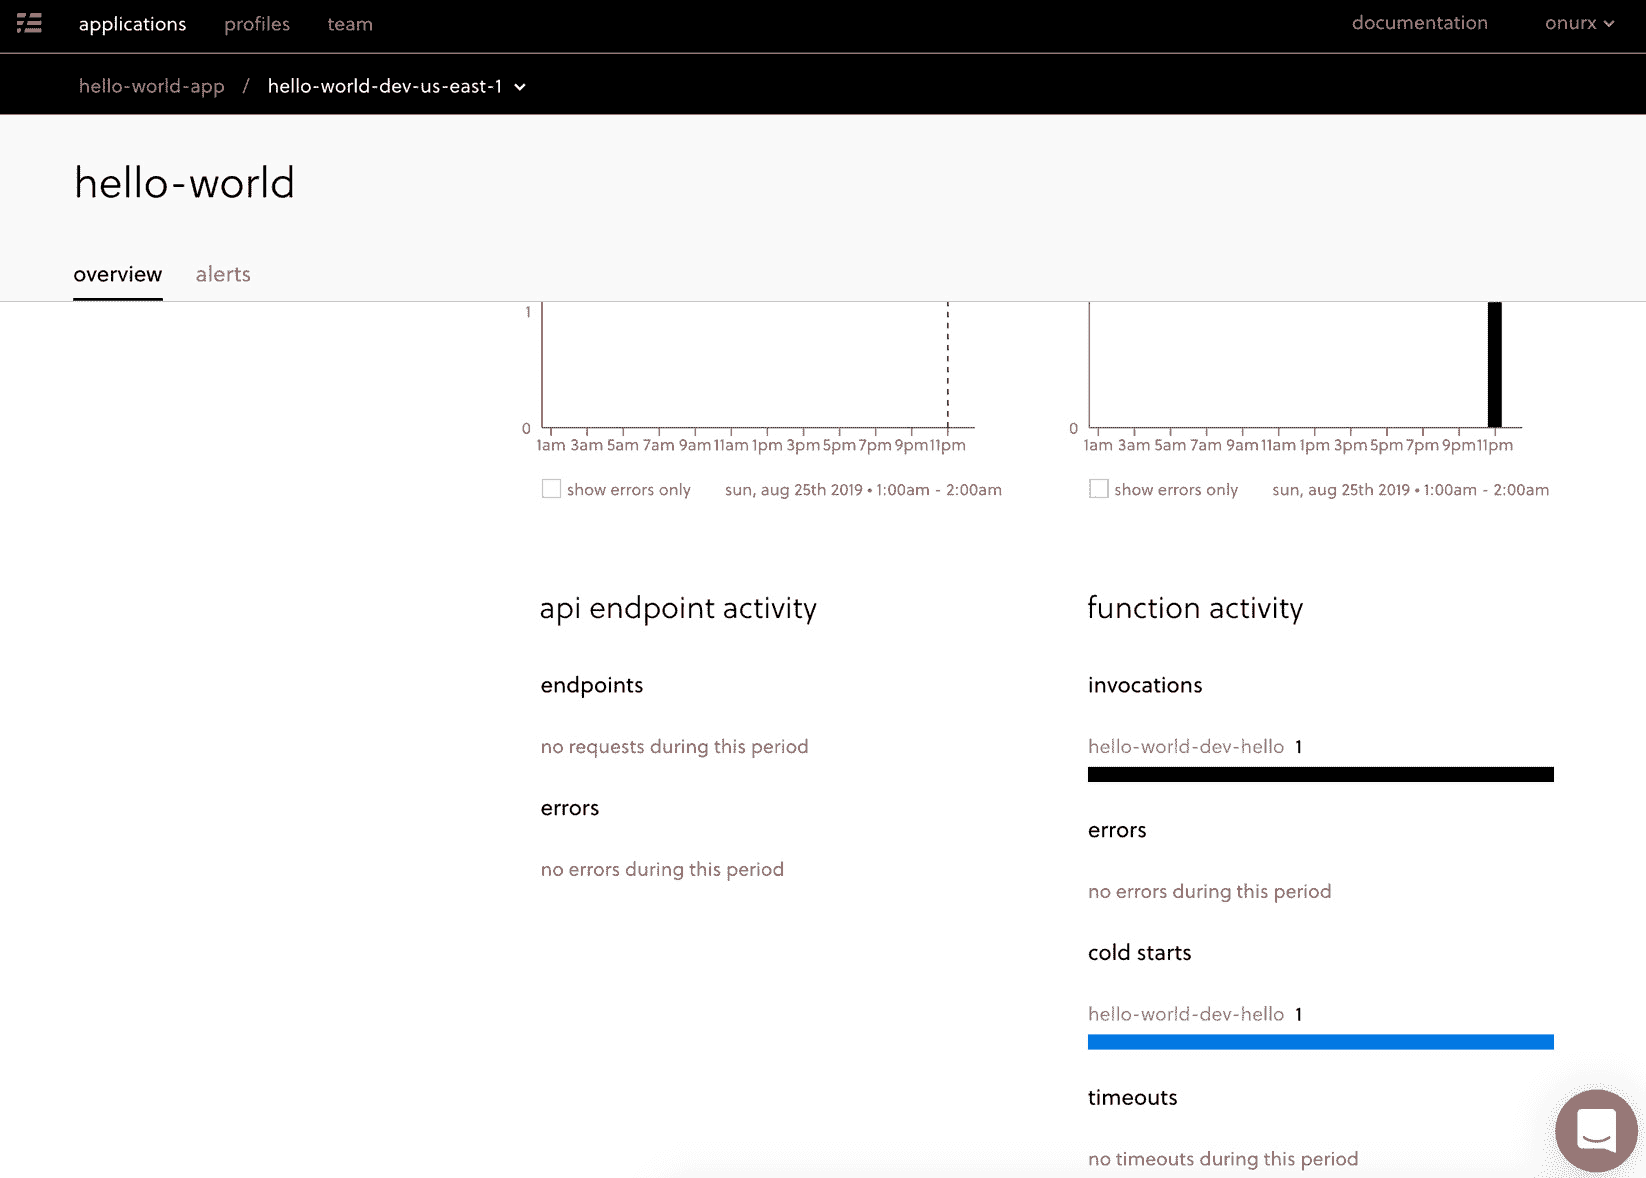 applications profiles team documentation onurx
hello-world-app / hello-world-dev-us-east-1
hello-world
overview alerts
1
0
1am 3am 5am 7am 9am 11am 1pm 3pm 5pm 7pm 9pm 11pm
show errors only sun, aug 25th 2019 • 1:00am - 2:00am
0
1am 3am 5am 7am 9am 11am 1pm 3pm 5pm 7pm 9pm 11pm
show errors only sun, aug 25th 2019 • 1:00am - 2:00am
api endpoint activity
endpoints
no requests during this period
errors
no errors during this period
function activity
invocations
hello-world-dev-hello 1
errors
no errors during this period
cold starts
hello-world-dev-hello 1
timeouts
no timeouts during this period